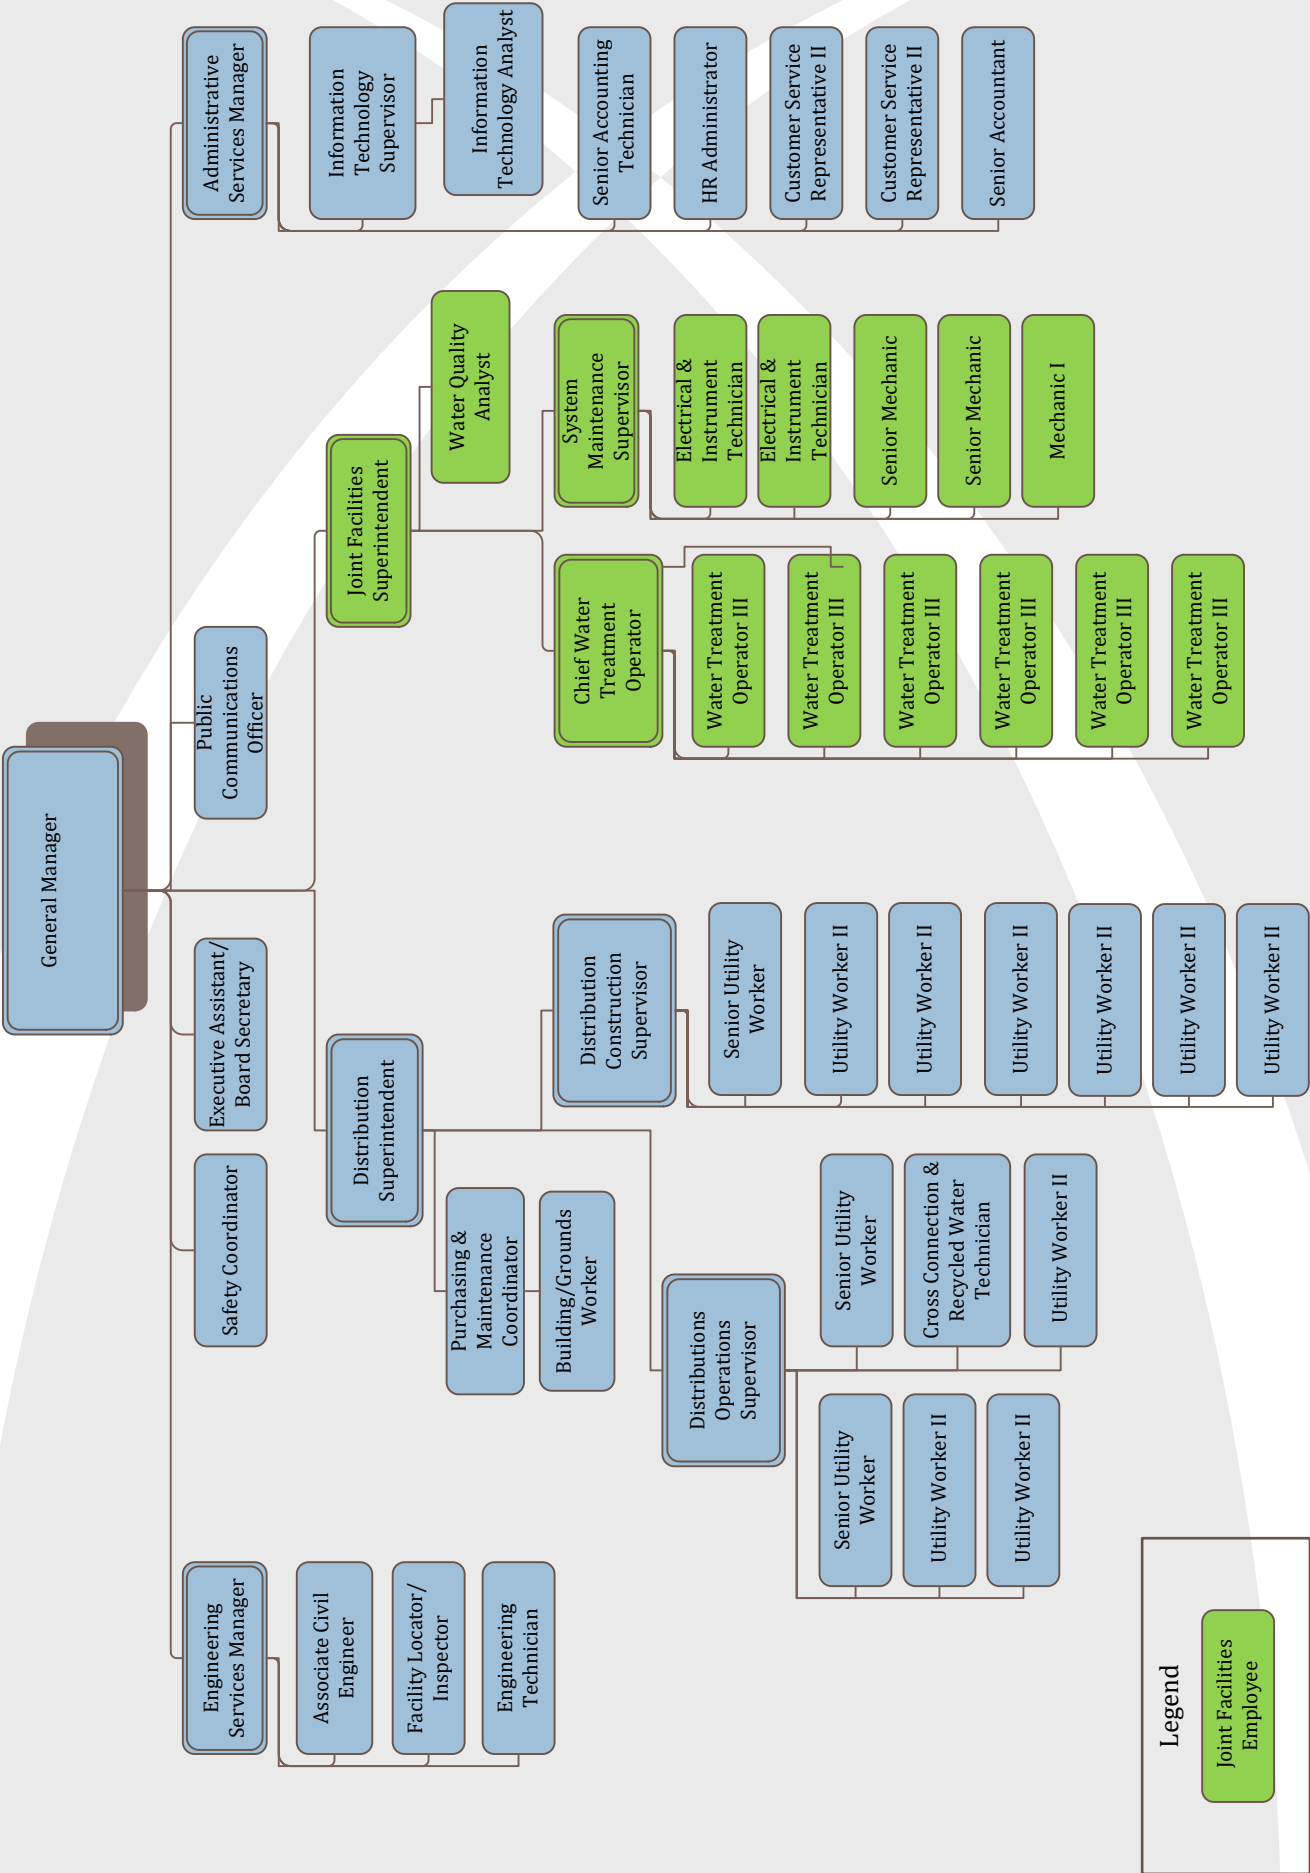 General Manager
Engineering
Services Manager
Associate Civil
Engineer
Facility Locator/
Inspector
Engineering
Technician
Safety Coordinator
Executive Assistant/
Board Secretary
Public
Communications
Officer
Administrative
Services Manager
Information
Technology
Supervisor
Information
Technology Analyst
Senior Accounting
Technician
HR Administrator
Customer Service
Representative II
Customer Service
Representative II
Senior Accountant
Distribution
Superintendent
Purchasing &
Maintenance
Coordinator
Building/Grounds
Worker
Distributions
Operations
Supervisor
Senior Utility
Worker
Utility Worker II
Utility Worker II
Senior Utility
Worker
Cross Connection &
Recycled Water
Technician
Utility Worker II
Distribution
Construction
Supervisor
Senior Utility
Worker
Utility Worker II
Utility Worker II
Utility Worker II
Utility Worker II
Utility Worker II
Utility Worker II
Joint Facilities
Superintendent
Water Quality
Analyst
Chief Water
Treatment
Operator
Water Treatment
Operator III
Water Treatment
Operator III
Water Treatment
Operator III
Water Treatment
Operator III
Water Treatment
Operator III
Water Treatment
Operator III
System
Maintenance
Supervisor
Electrical &
Instrument
Technician
Electrical &
Instrument
Technician
Senior Mechanic
Senior Mechanic
Mechanic I
Legend
Joint Facilities
Employee